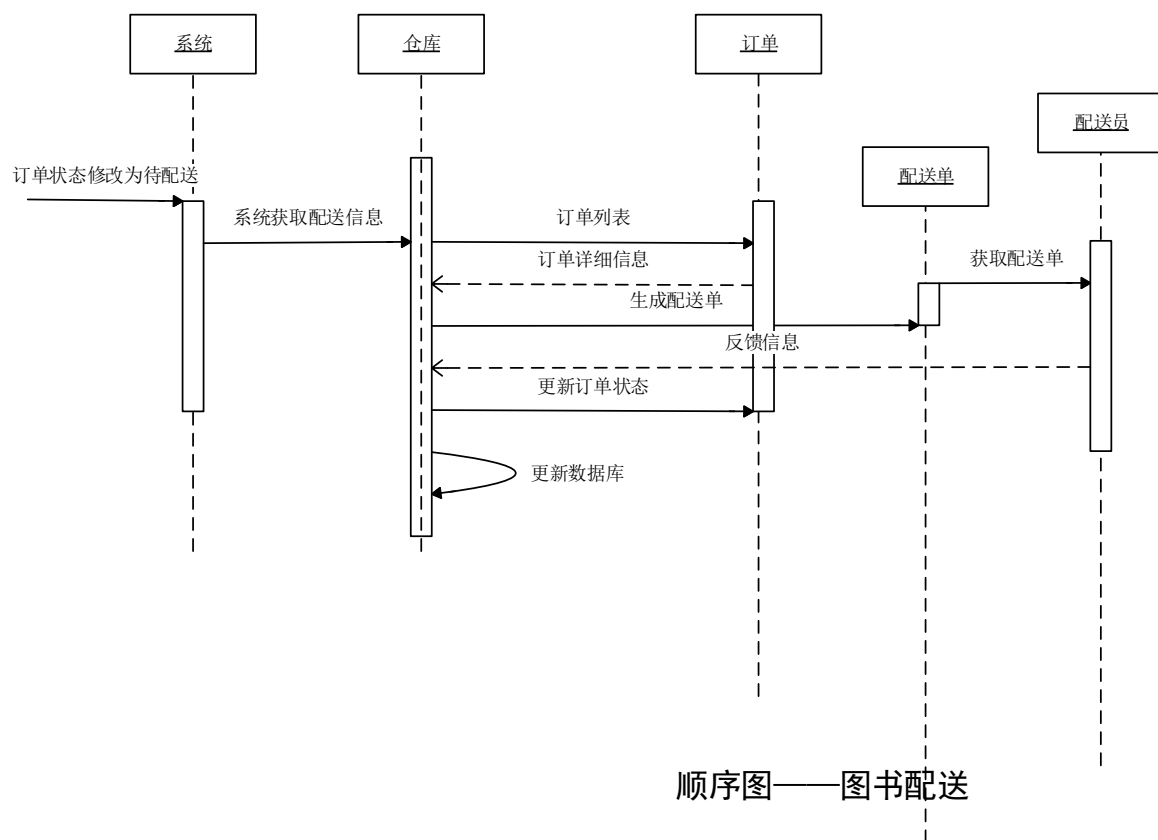 系统
仓库
订单
配送员
配送单
订单状态修改为待配送
系统获取配送信息
订单列表
订单详细信息
获取配送单
生成配送单
反馈信息
更新订单状态
更新数据库
顺序图——图书配送